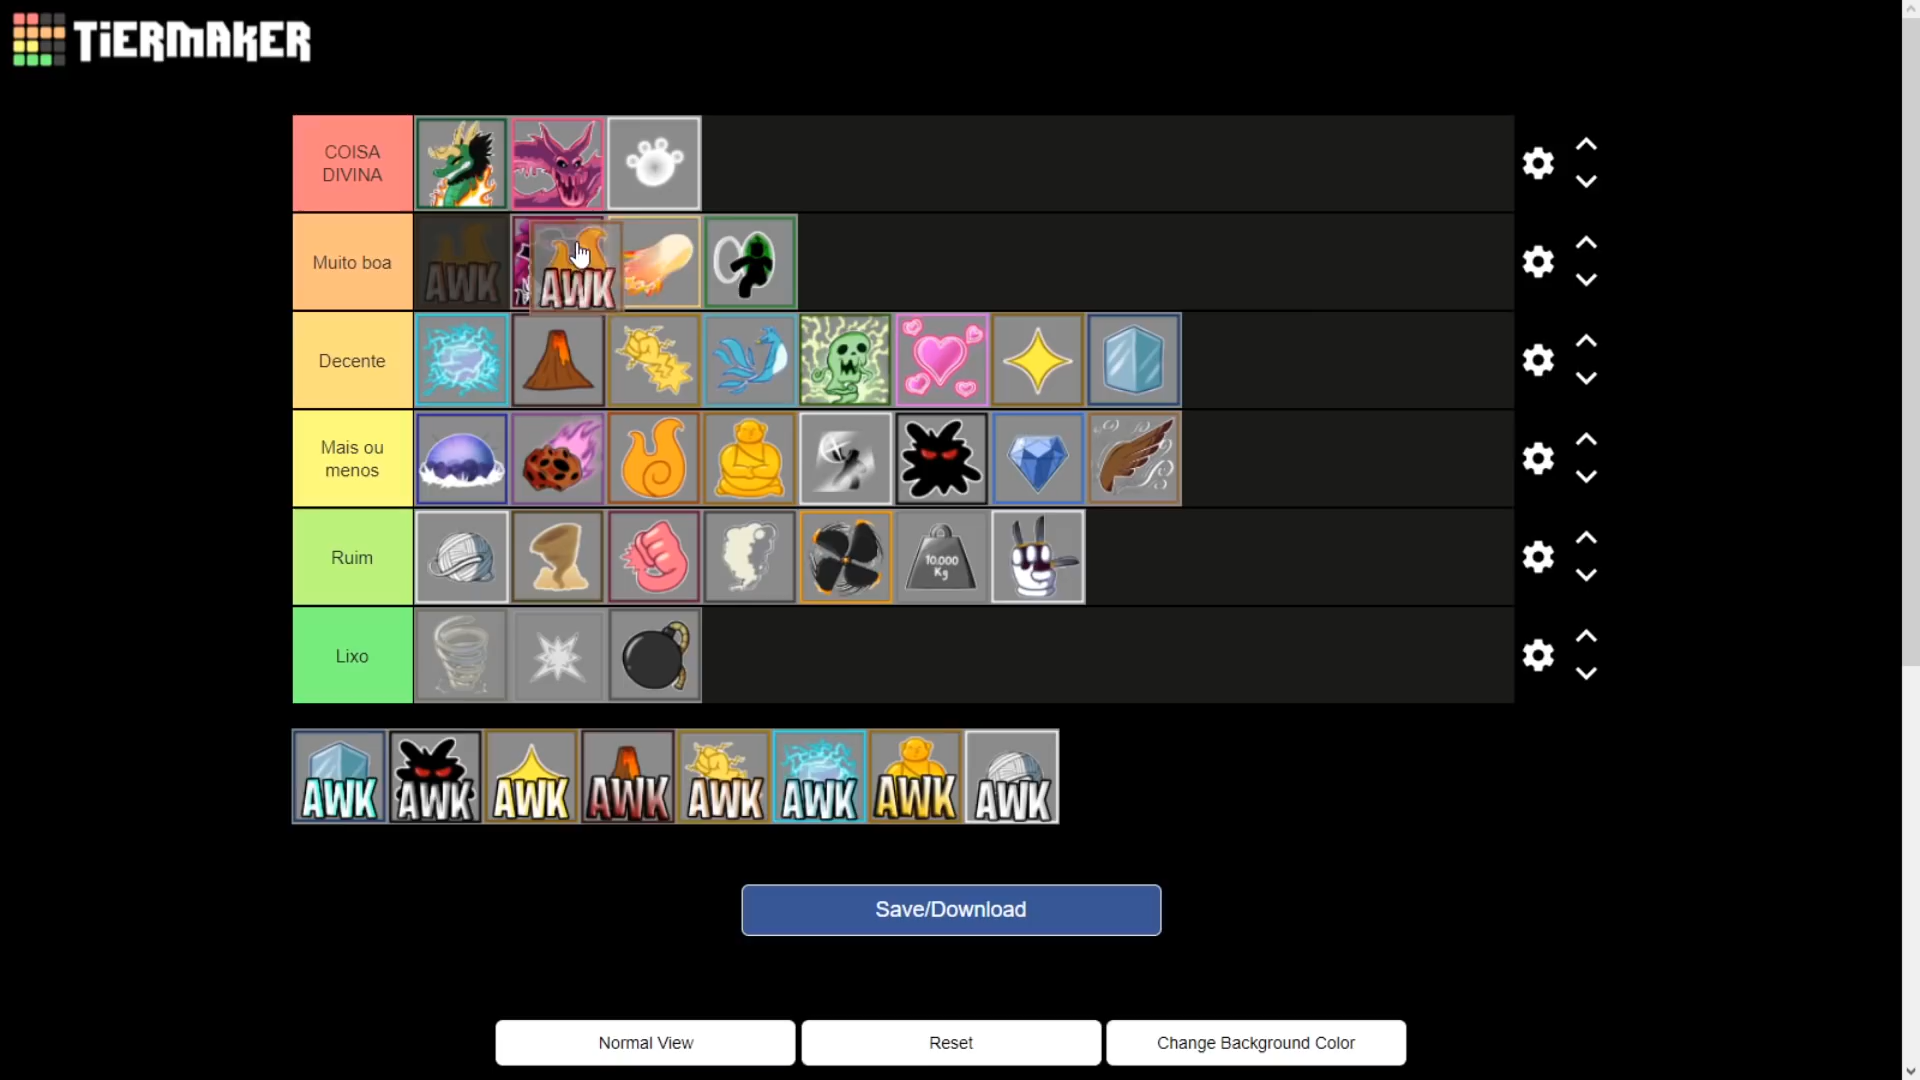 TiERMAKER
COISA
DIVINA
Muito boa
AWK
AWK
Decente
Mais ou
menos
Ruim
10.000
Kg
Lixo
AWK
AWK
AWK
AWK
AWK
AWK
AWK
AWK
Save/Download
Normal View
Reset
Change Background Color